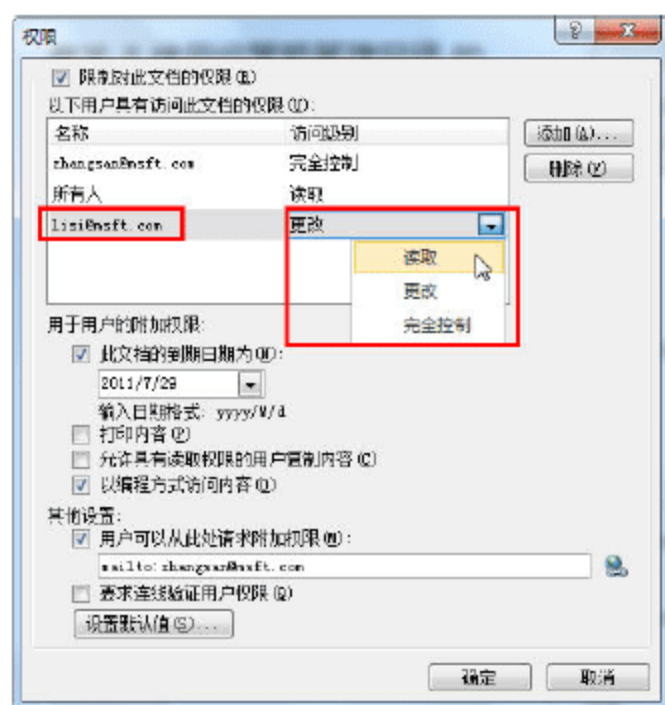 权限
限制对此文档的权限(R)
以下用户具有访问此文档的权限(U):
名称 访问级别
添加(A)...
zhangsan@msft.com 完全控制
删除(V)
所有人 读取
lisi@msft.com 更改
读取
更改
完全控制
用于用户的附加权限:
此文档的到期日期为(H):
2011/7/29
输入日期格式: yyyy/M/d
打印内容(P)
允许具有读取权限的用户复制内容(C)
以编程方式访问内容(O)
其他设置:
用户可以从此处请求附加权限(N):
mailto:zhangsan@msft.com
要求连线验证用户权限(Q)
设置默认值(S)...
确定 取消